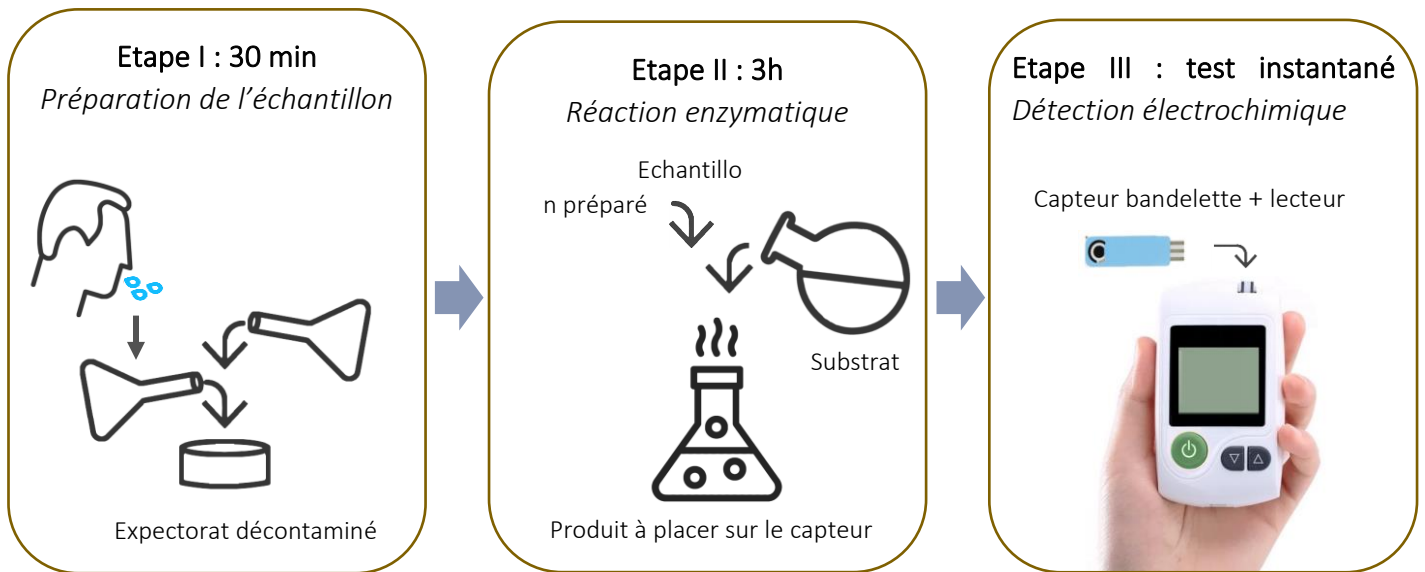 Etape I : 30 min
Préparation de l’échantillon
Expectorat décontaminé
Etape II : 3h
Réaction enzymatique
Echantillo
n préparé
Substrat
Produit à placer sur le capteur
Etape III : test instantané
Détection électrochimique
Capteur bandelette + lecteur